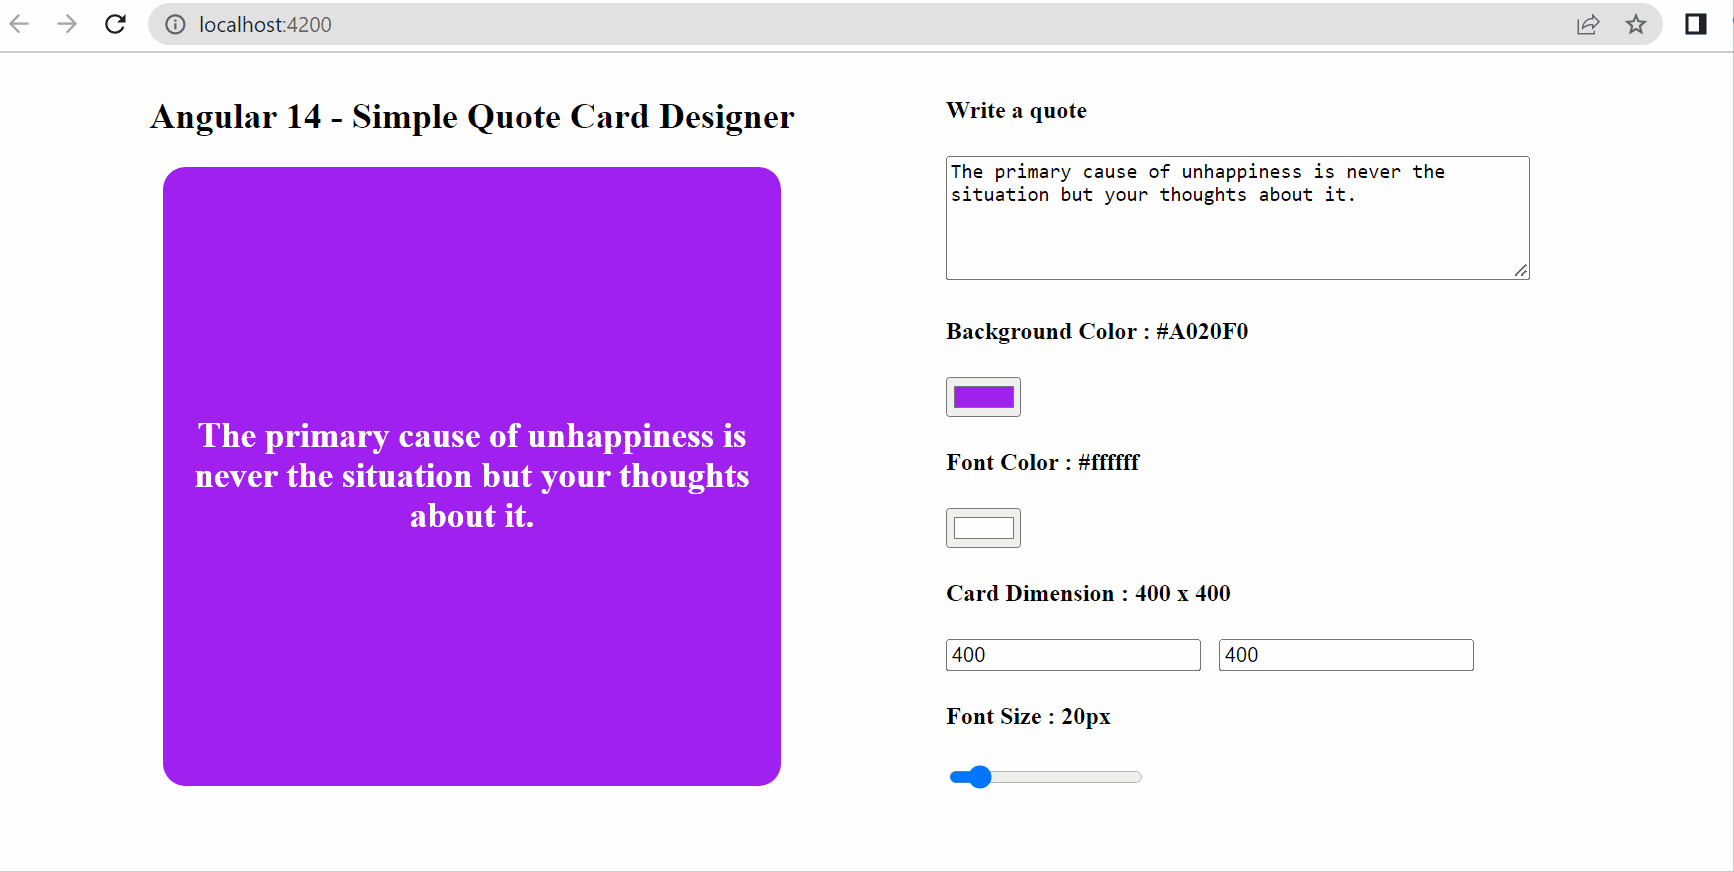 localhost:4200
Angular 14 - Simple Quote Card Designer
The primary cause of unhappiness is
never the situation but your thoughts
about it.
Write a quote
The primary cause of unhappiness is never the
situation but your thoughts about it.
Background Color : #A020F0
Font Color : #ffffff
Card Dimension : 400 x 400
400 400
Font Size : 20px